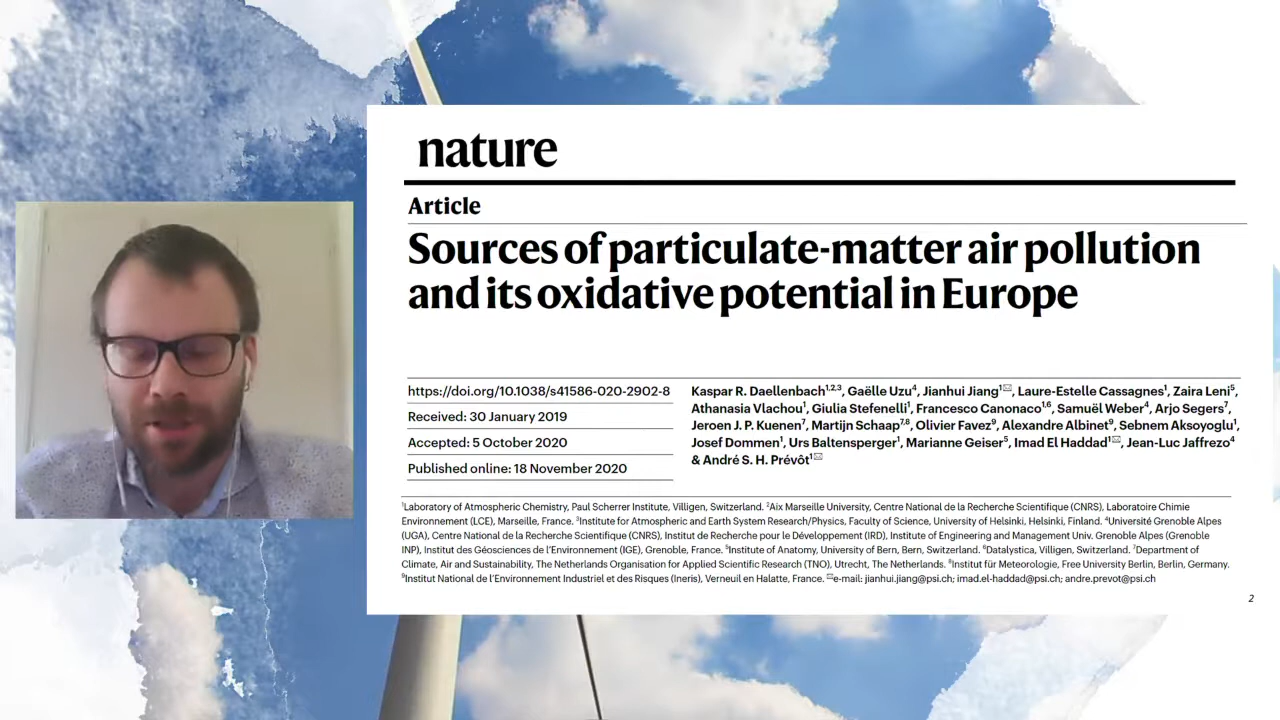 nature
Article
Sources of particulate-matter air pollution
and its oxidative potential in Europe
https://doi.org/10.1038/s41586-020-2902-8
Received: 30 January 2019
Accepted: 5 October 2020
Published online: 18 November 2020
Kaspar R. Daellenbach1,2,3, Gaëlle Uzu4, Jianhui Jiang1✉, Laure-Estelle Cassagnes1, Zaira Leni5,
Athanasia Vlachou1, Giulia Stefenelli1, Francesco Canonaco1,6, Samuël Weber4, Arjo Segers7,
Jeroen J. P. Kuenen7, Martijn Schaap7,8, Olivier Favez9, Alexandre Albinet9, Sebnem Aksoyoglu1,
Josef Dommen1, Urs Baltensperger1, Marianne Geiser5, Imad El Haddad1✉, Jean-Luc Jaffrezo4
& André S. H. Prévôt1✉
1Laboratory of Atmospheric Chemistry, Paul Scherrer Institute, Villigen, Switzerland. 2Aix Marseille University, Centre National de la Recherche Scientifique (CNRS), Laboratoire Chimie
Environnement (LCE), Marseille, France. 3Institute for Atmospheric and Earth System Research/Physics, Faculty of Science, University of Helsinki, Helsinki, Finland. 4Université Grenoble Alpes
(UGA), Centre National de la Recherche Scientifique (CNRS), Institut de Recherche pour le Développement (IRD), Institute of Engineering and Management Univ. Grenoble Alpes (Grenoble
INP), Institut des Géosciences de l'Environnement (IGE), Grenoble, France. 5Institute of Anatomy, University of Bern, Bern, Switzerland. 6Datalystica, Villigen, Switzerland. 7Department of
Climate, Air and Sustainability, The Netherlands Organisation for Applied Scientific Research (TNO), Utrecht, The Netherlands. 8Institut für Meteorologie, Free University Berlin, Berlin, Germany.
9Institut National de l'Environnement Industriel et des Risques (Ineris), Verneuil en Halatte, France. ✉e-mail: jianhui.jiang@psi.ch; imad.el-haddad@psi.ch; andre.prevot@psi.ch
2